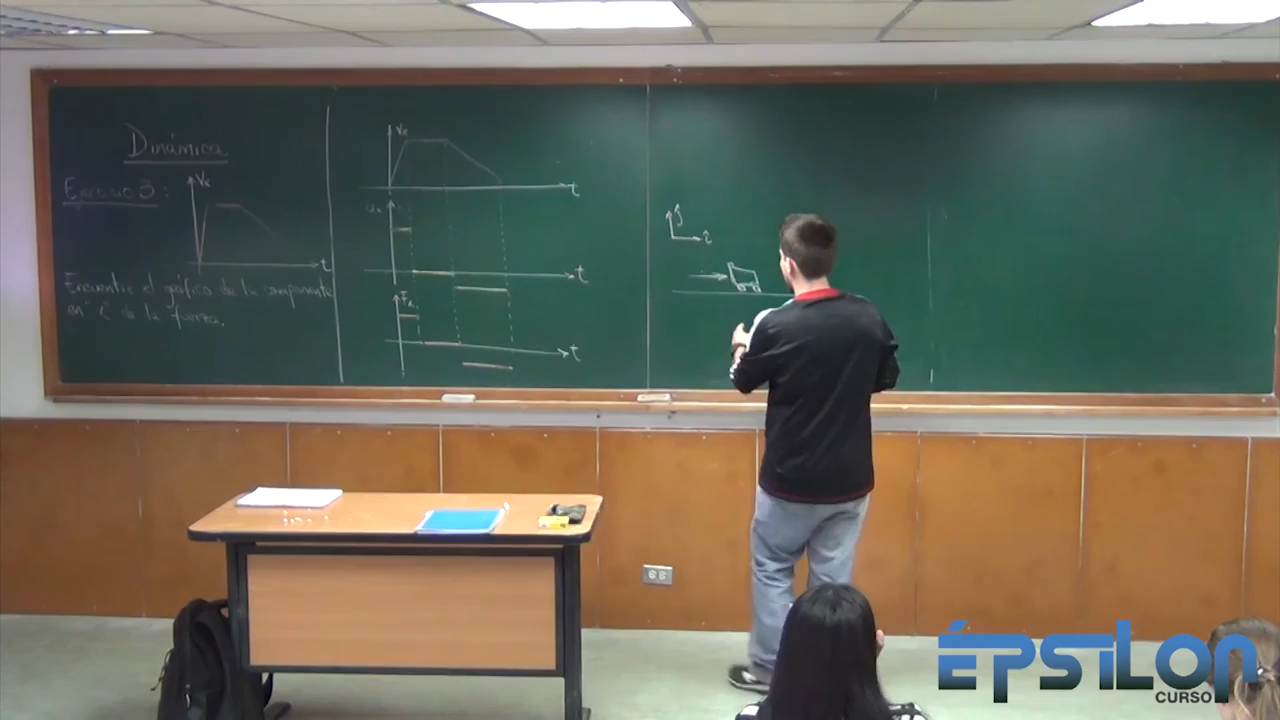 Dinámica
Ejercicio 3:
Vx
t
Encuentre el gráfico de la componente
en "x" de la fuerza.
Vx
t
ax
t
Fx
t
ĵ
î
ÉPSILON
CURSO